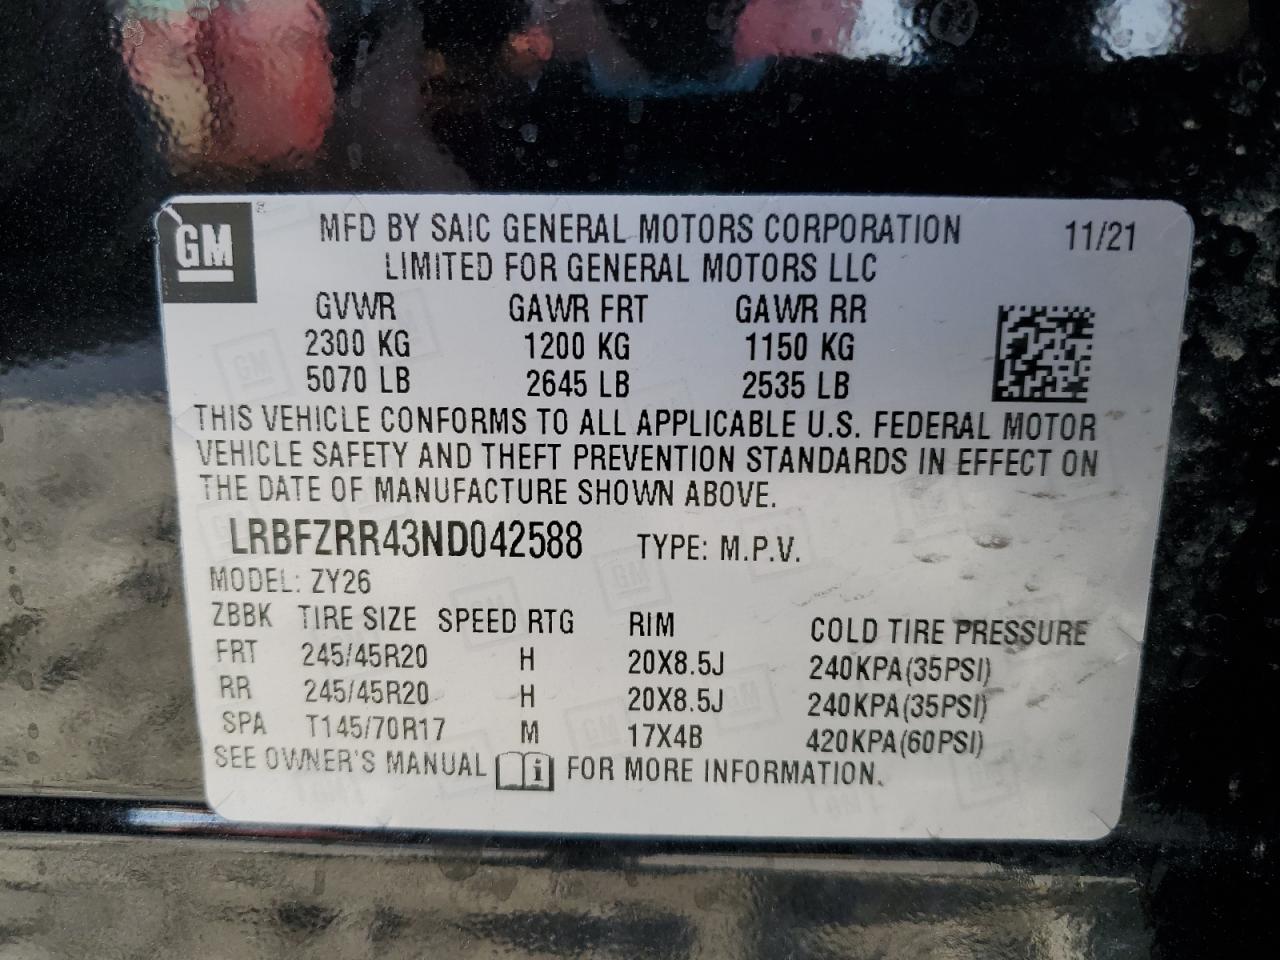 GM ® MFD BY SAIC GENERAL MOTORS CORPORATION 11/21
LIMITED FOR GENERAL MOTORS LLC
GVWR GAWR FRT GAWR RR
2300 KG 1200 KG 1150 KG
5070 LB 2645 LB 2535 LB
THIS VEHICLE CONFORMS TO ALL APPLICABLE U.S. FEDERAL MOTOR
VEHICLE SAFETY AND THEFT PREVENTION STANDARDS IN EFFECT ON
THE DATE OF MANUFACTURE SHOWN ABOVE.
LRBFZRR43ND042588 TYPE: M.P.V.
MODEL: ZY26
ZBBK TIRE SIZE SPEED RTG RIM COLD TIRE PRESSURE
FRT 245/45R20 H 20X8.5J 240KPA(35PSI)
RR 245/45R20 H 20X8.5J 240KPA(35PSI)
SPA T145/70R17 M 17X4B 420KPA(60PSI)
SEE OWNER'S MANUAL i FOR MORE INFORMATION.